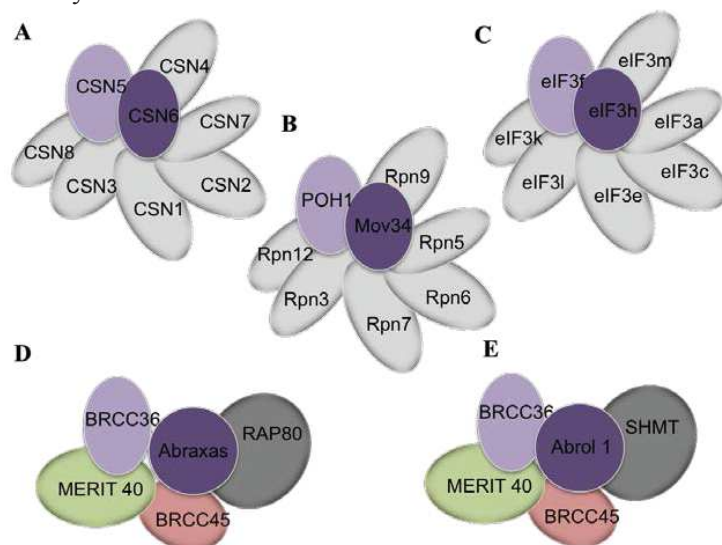 A
CSN4
CSN5
CSN6
CSN7
CSN8
CSN3
CSN2
CSN1
B
Rpn9
POH1
Mov34
Rpn5
Rpn12
Rpn3
Rpn6
Rpn7
C
eIF3m
eIF3f
eIF3h
eIF3a
eIF3k
eIF3c
eIF3l
eIF3e
D
BRCC36
RAP80
Abraxas
MERIT 40
BRCC45
E
BRCC36
SHMT
Abrol 1
MERIT 40
BRCC45